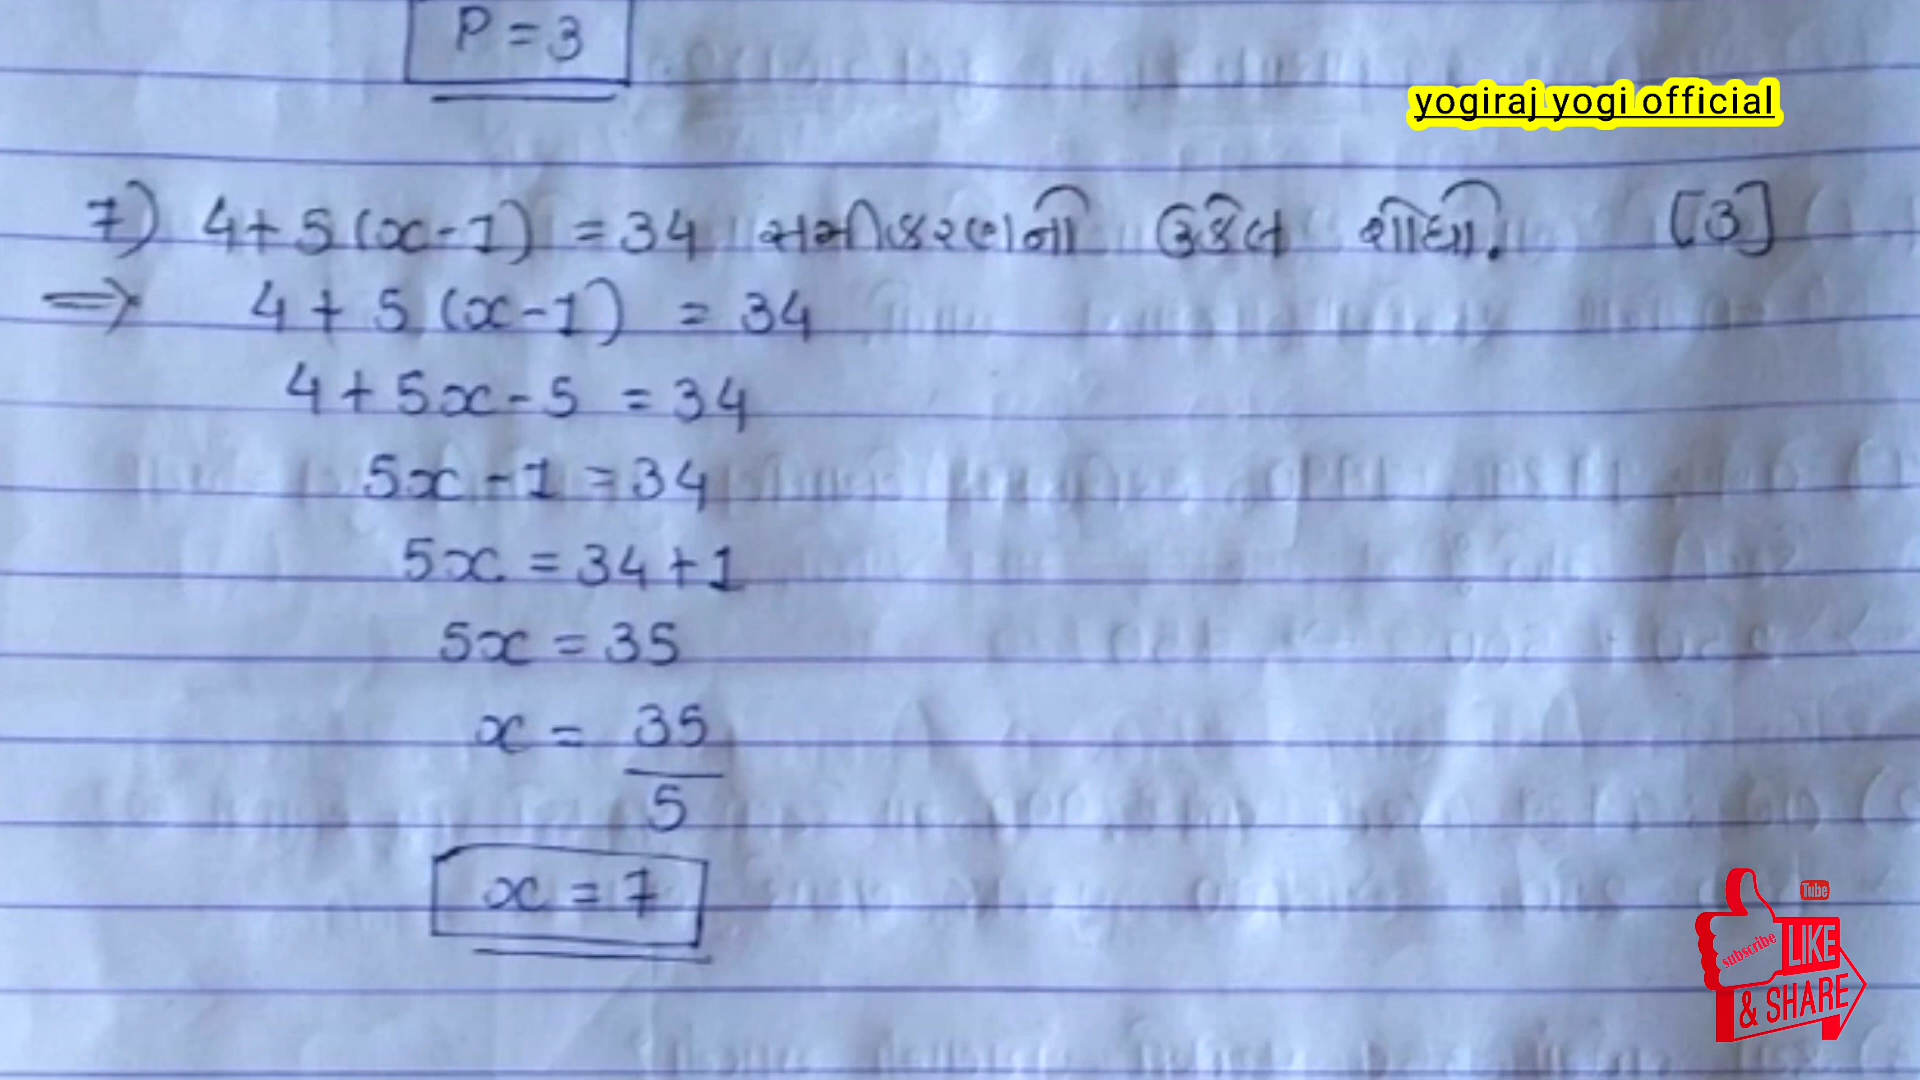 P = 3
yogiraj yogi official
7) 4 + 5 (x - 1) = 34 સમીકરણનો ઉકેલ શોધો. [3]
⇒ 4 + 5 (x - 1) = 34
4 + 5x - 5 = 34
5x - 1 = 34
5x = 34 + 1
5x = 35
x = 35
5
x = 7
Tube
subscribe
LIKE
& SHARE